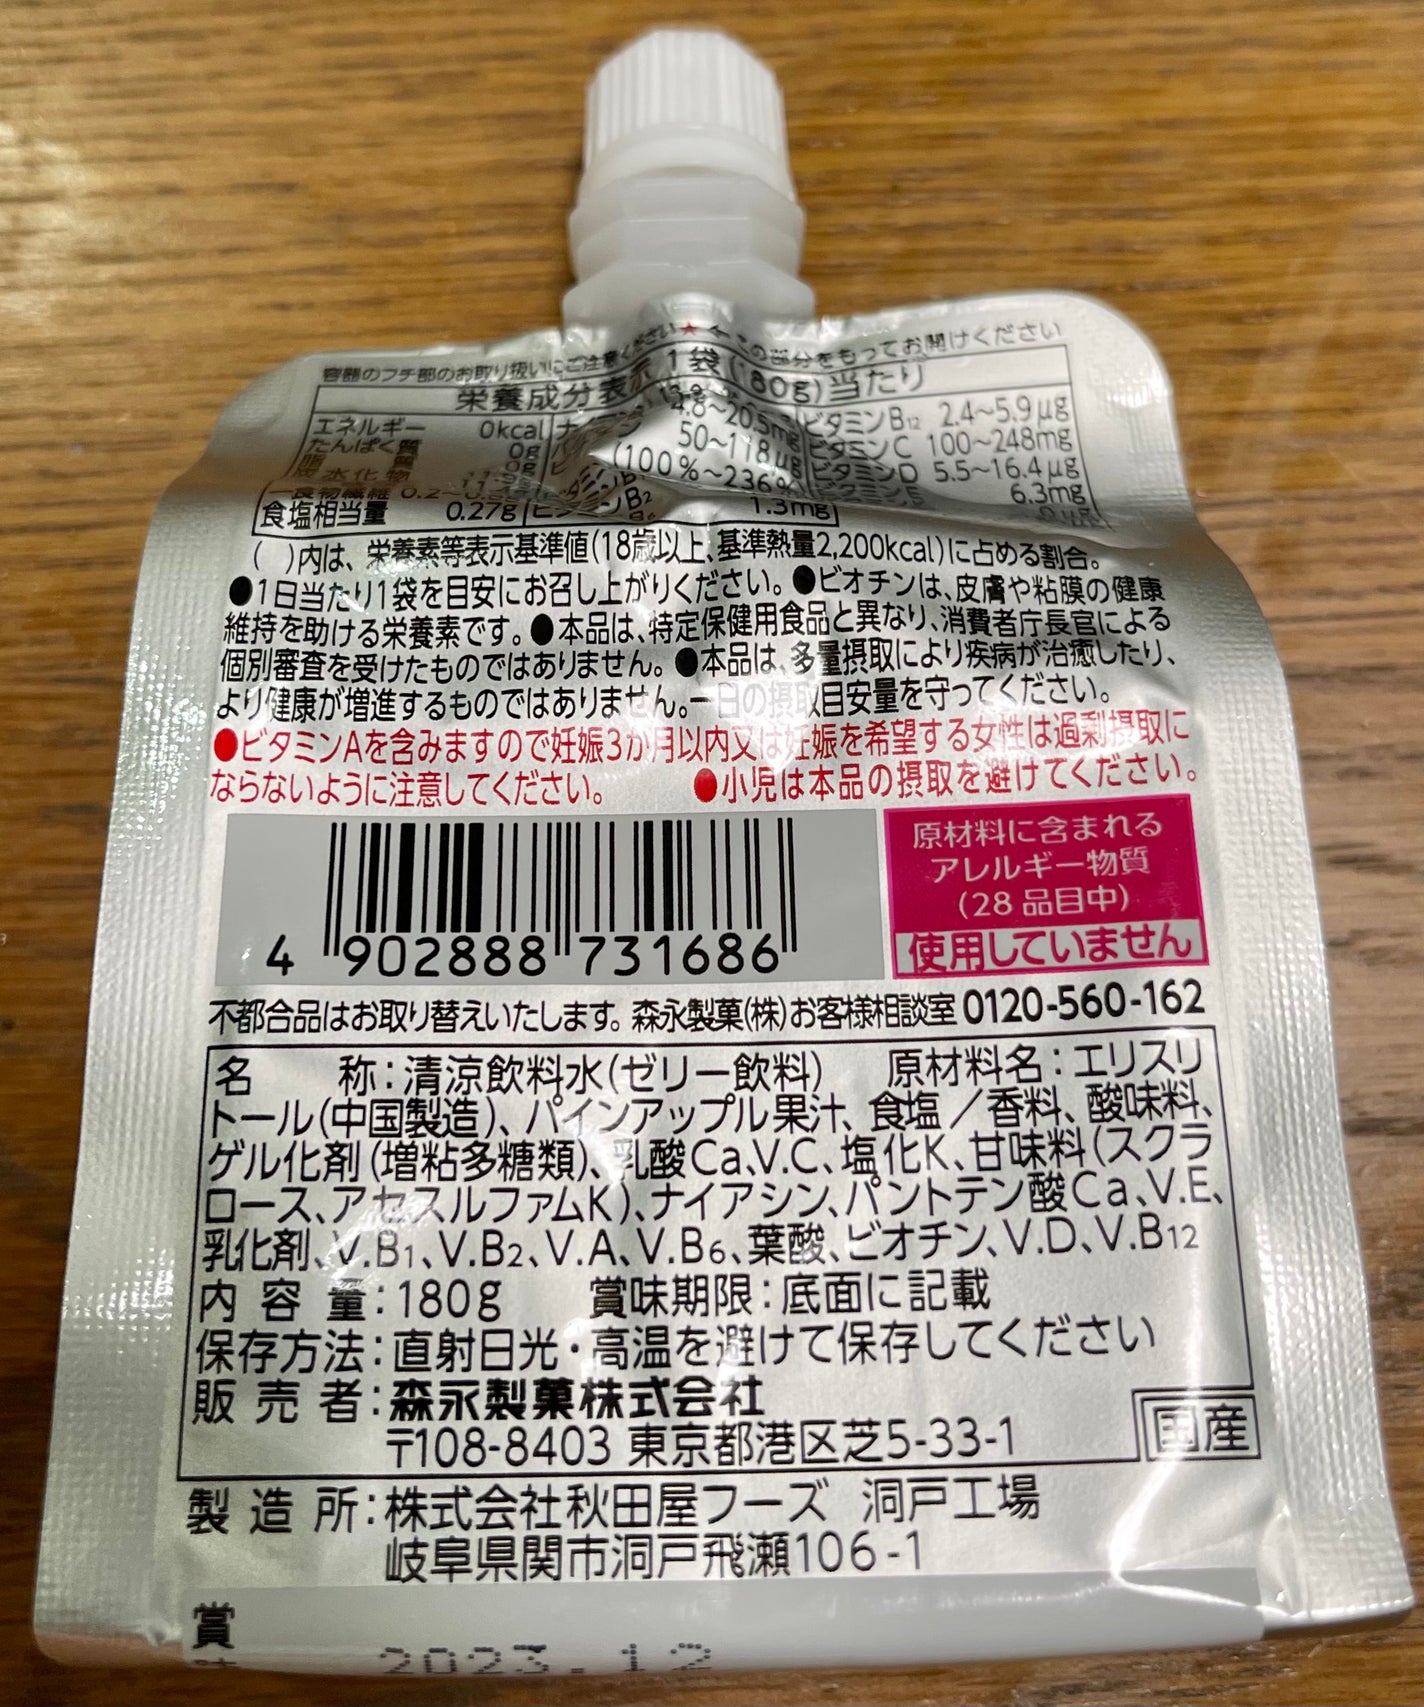 容器のフチ部のお取り扱いにご注意ください★ ←この部分をもってお開けください
栄養成分表示 1袋(180g)当たり
エネルギー 0kcal
たんぱく質 0g
脂質 0g
炭水化物
食物繊維
食塩相当量 0.27g
4.8~20.5mg
50~118μg
(100%~236%)
ビタミンB2 1.3mg
ビタミンB12 2.4~5.9μg
ビタミンC 100~248mg
ビタミンD 5.5~16.4μg
ビタミンE 6.3mg
( )内は、栄養素等表示基準値(18歳以上、基準熱量2,200kcal)に占める割合。
●1日当たり1袋を目安にお召し上がりください。●ビオチンは、皮膚や粘膜の健康
維持を助ける栄養素です。●本品は、特定保健用食品と異なり、消費者庁長官による
個別審査を受けたものではありません。●本品は、多量摂取により疾病が治癒したり、
より健康が増進するものではありません。一日の摂取目安量を守ってください。
●ビタミンAを含みますので妊娠3か月以内又は妊娠を希望する女性は過剰摂取に
ならないように注意してください。 ●小児は本品の摂取を避けてください。
原材料に含まれる
アレルギー物質
(28品目中)
使用していません
4 902888 731686
不都合品はお取り替えいたします。森永製菓(株)お客様相談室 0120-560-162
名 称:清涼飲料水(ゼリー飲料) 原材料名:エリスリ
トール(中国製造)、パインアップル果汁、食塩/香料、酸味料、
ゲル化剤(増粘多糖類)、乳酸Ca、V.C、塩化K、甘味料(スクラ
ロース、アセスルファムK)、ナイアシン、パントテン酸Ca、V.E、
乳化剤、V.B1、V.B2、V.A、V.B6、葉酸、ビオチン、V.D、V.B12
内 容 量:180g 賞味期限:底面に記載
保存方法:直射日光・高温を避けて保存してください
販 売 者:森永製菓株式会社
〒108-8403 東京都港区芝5-33-1
国産
製 造 所:株式会社秋田屋フーズ 洞戸工場
岐阜県関市洞戸飛瀬106-1
賞
2023.12